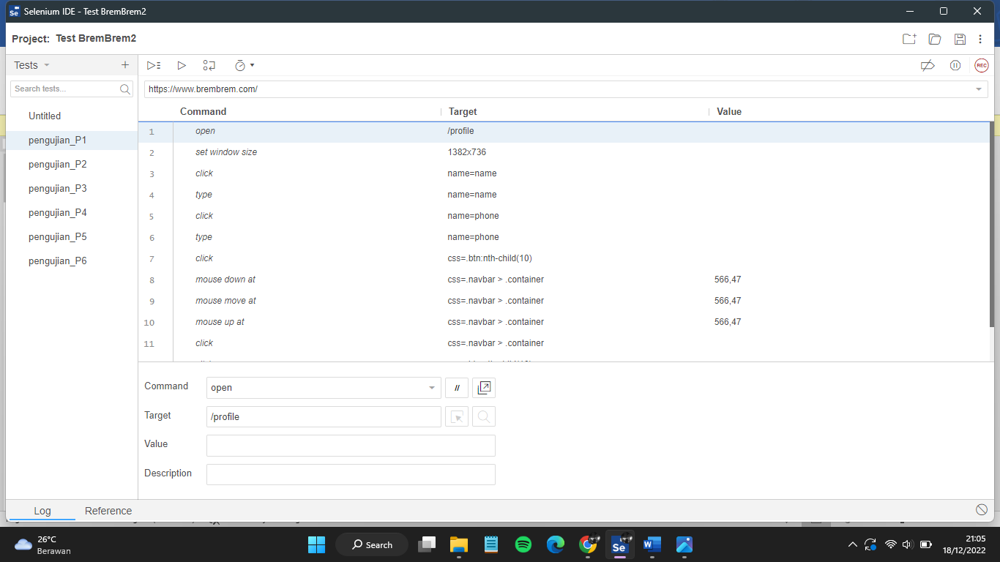 Se Selenium IDE - Test BremBrem2
Project: Test BremBrem2
Tests
Search tests...
Untitled
pengujian_P1
pengujian_P2
pengujian_P3
pengujian_P4
pengujian_P5
pengujian_P6
REC
https://www.brembrem.com/
Command Target Value
1 open /profile
2 set window size 1382x736
3 click name=name
4 type name=name
5 click name=phone
6 type name=phone
7 click css=.btn:nth-child(10)
8 mouse down at css=.navbar > .container 566,47
9 mouse move at css=.navbar > .container 566,47
10 mouse up at css=.navbar > .container 566,47
11 click css=.navbar > .container
Command open //
Target /profile
Value
Description
Log Reference
26°C
Berawan
Search
Se
21:05
18/12/2022